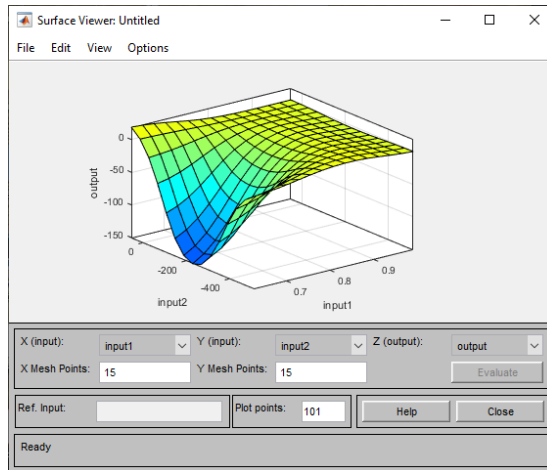 Surface Viewer: Untitled
File Edit View Options
0
-50
-100
-150
output
0
-200
-400
input2
0.7
0.8
0.9
input1
X (input): input1 Y (input): input2 Z (output): output
X Mesh Points: 15 Y Mesh Points: 15 Evaluate
Ref. Input: Plot points: 101 Help Close
Ready